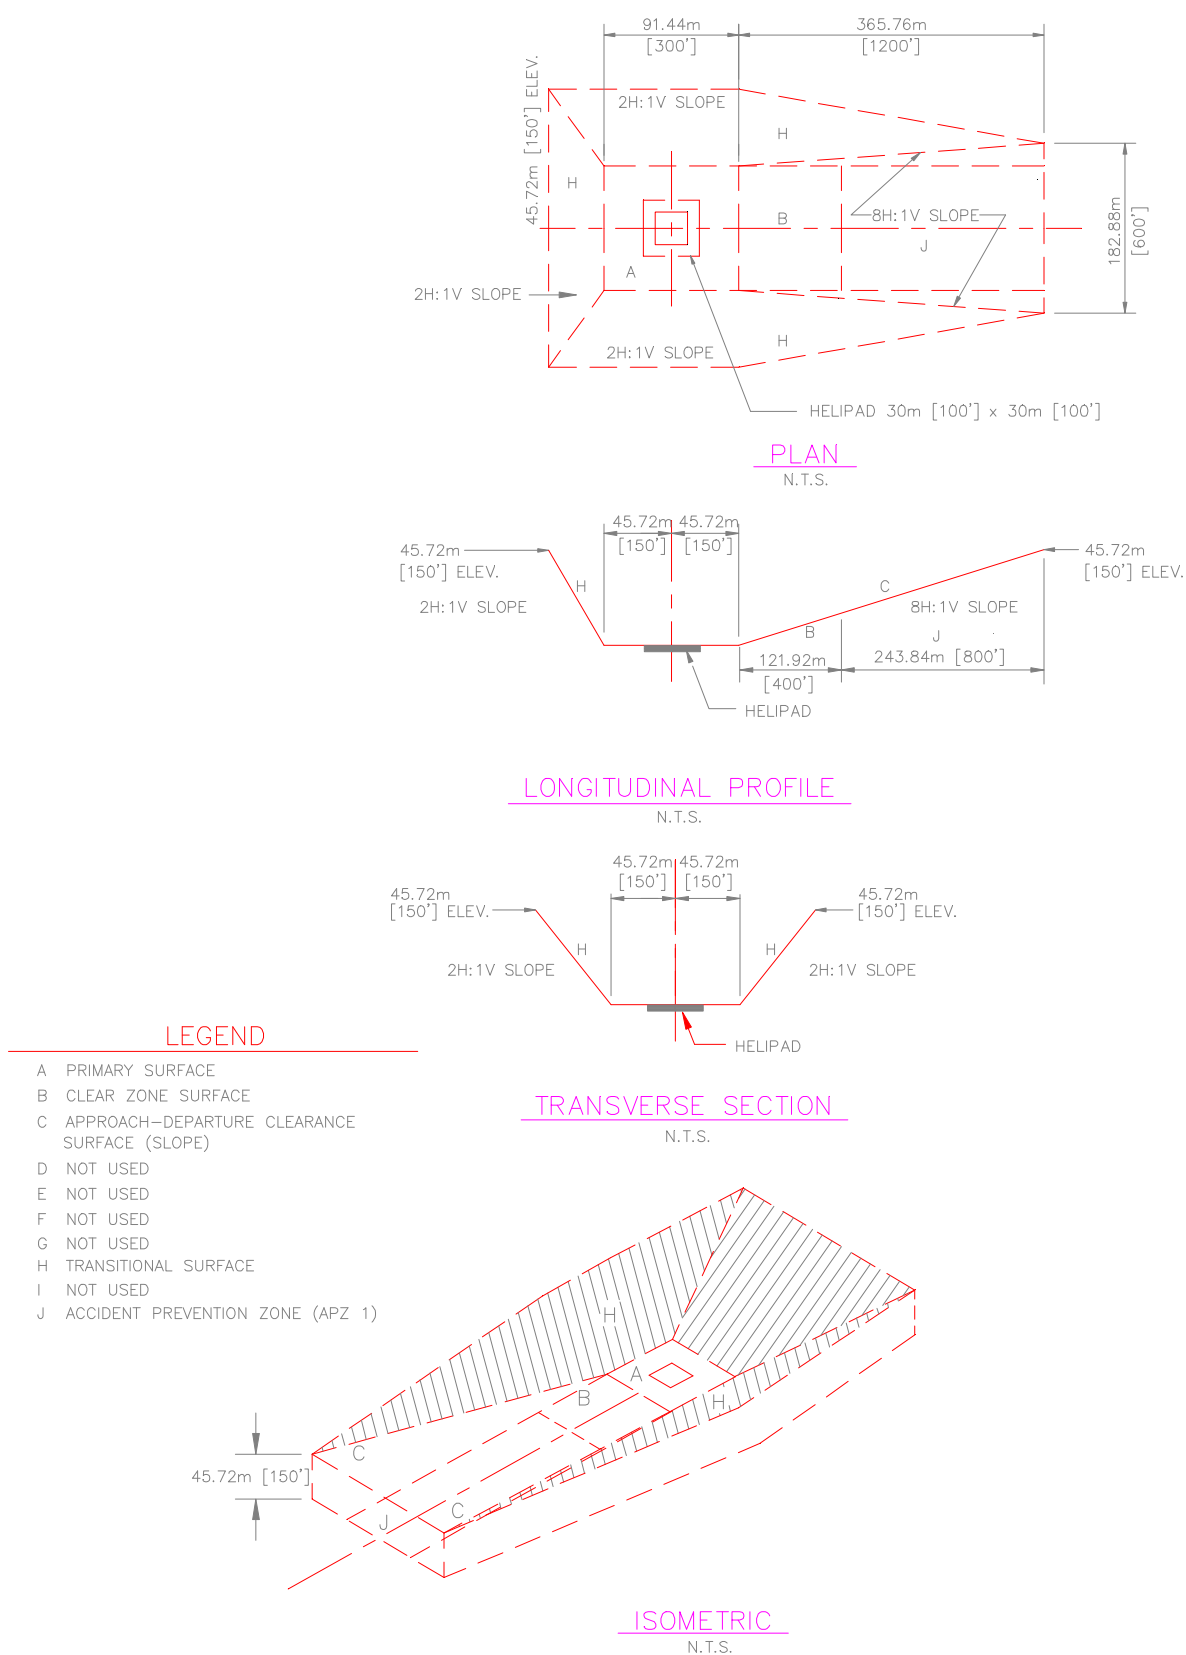 91.44m
[300']
365.76m
[1200']
45.72m [150'] ELEV.
2H:1V SLOPE
H
H
B
8H:1V SLOPE
J
182.88m
[600']
A
2H:1V SLOPE
H
2H:1V SLOPE
HELIPAD 30m [100'] x 30m [100']
PLAN
N.T.S.
45.72m
[150']
45.72m
[150']
45.72m
[150'] ELEV.
H
2H:1V SLOPE
45.72m
[150'] ELEV.
C
8H:1V SLOPE
B
J
121.92m
[400']
243.84m [800']
HELIPAD
LONGITUDINAL PROFILE
N.T.S.
45.72m
[150']
45.72m
[150']
45.72m
[150'] ELEV.
45.72m
[150'] ELEV.
H
H
2H:1V SLOPE
2H:1V SLOPE
HELIPAD
TRANSVERSE SECTION
N.T.S.
LEGEND
A PRIMARY SURFACE
B CLEAR ZONE SURFACE
C APPROACH-DEPARTURE CLEARANCE
SURFACE (SLOPE)
D NOT USED
E NOT USED
F NOT USED
G NOT USED
H TRANSITIONAL SURFACE
I NOT USED
J ACCIDENT PREVENTION ZONE (APZ 1)
H
A
B
H
C
45.72m [150']
C
J
ISOMETRIC
N.T.S.